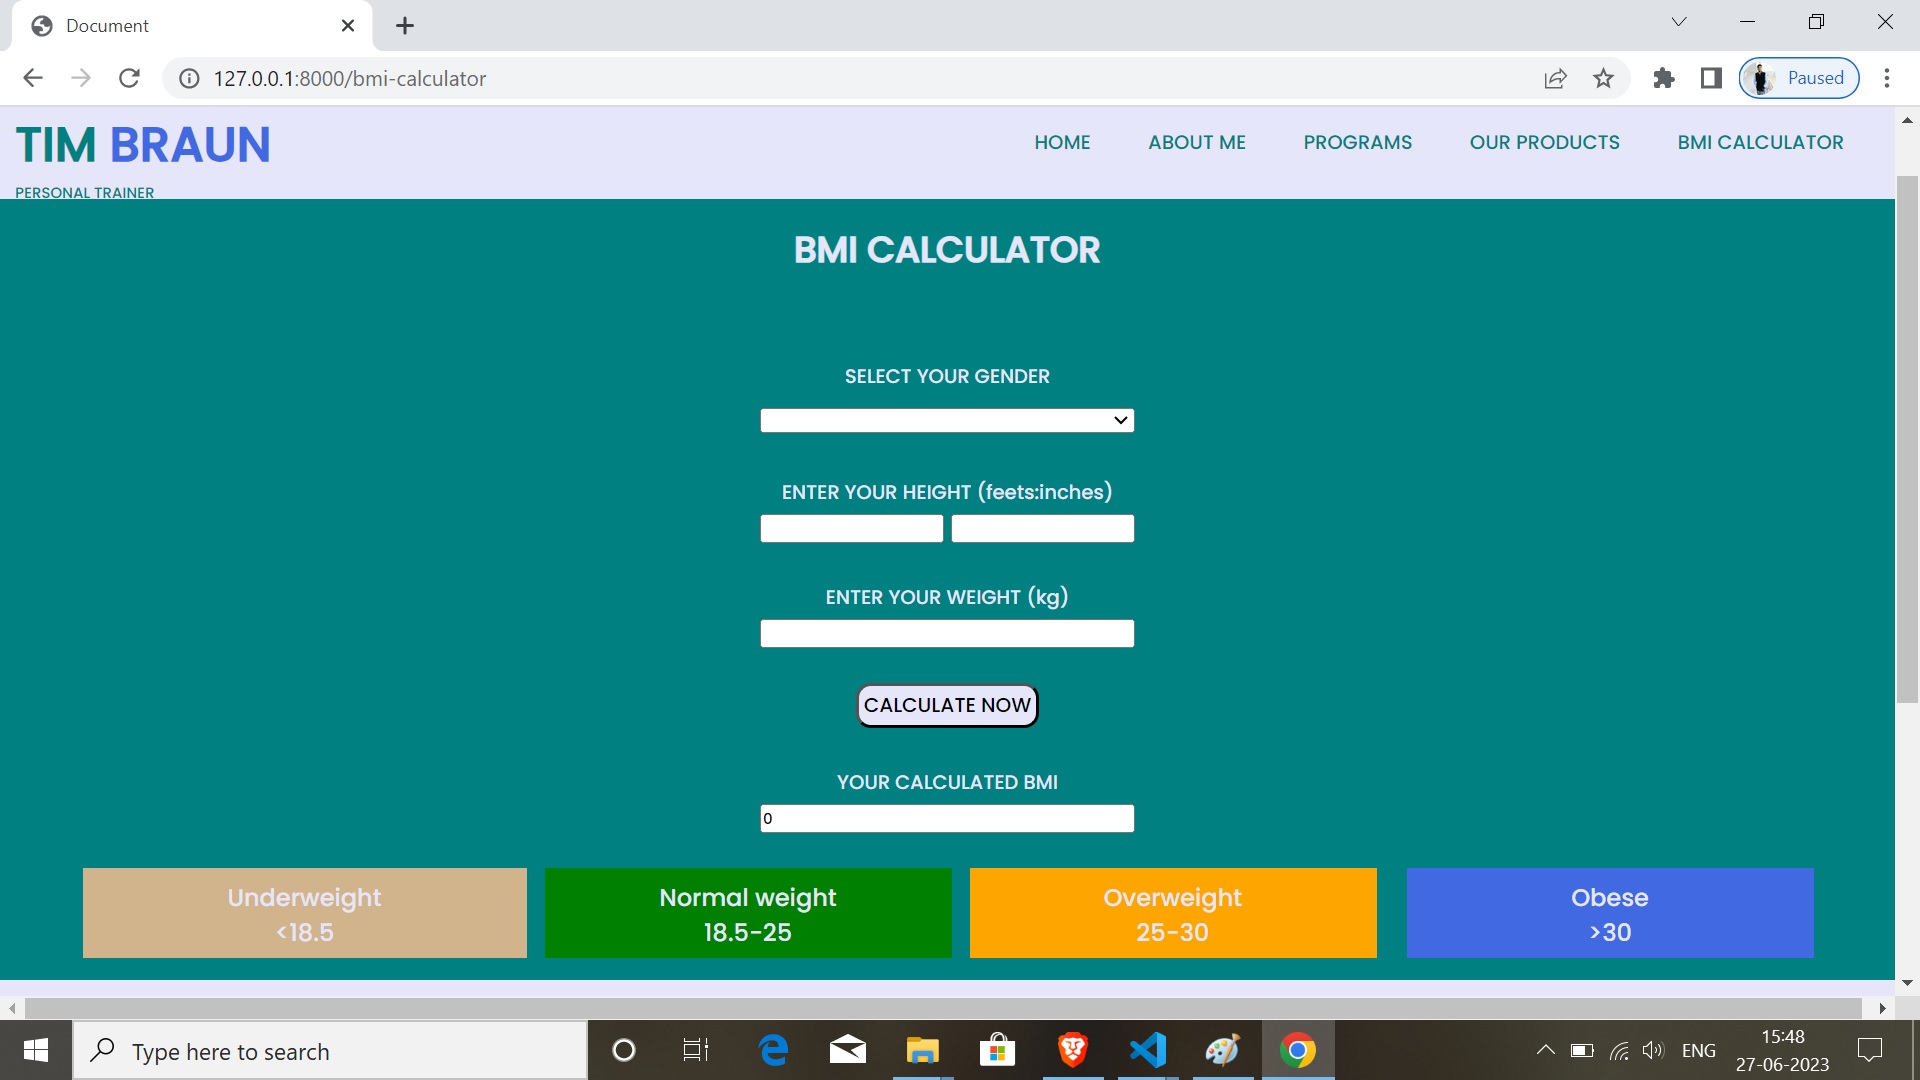 Document
127.0.0.1:8000/bmi-calculator
Paused
TIM BRAUN
PERSONAL TRAINER
HOME ABOUT ME PROGRAMS OUR PRODUCTS BMI CALCULATOR
BMI CALCULATOR
SELECT YOUR GENDER
ENTER YOUR HEIGHT (feets:inches)
ENTER YOUR WEIGHT (kg)
CALCULATE NOW
YOUR CALCULATED BMI
0
Underweight
<18.5
Normal weight
18.5-25
Overweight
25-30
Obese
>30
Type here to search
ENG
15:48
27-06-2023